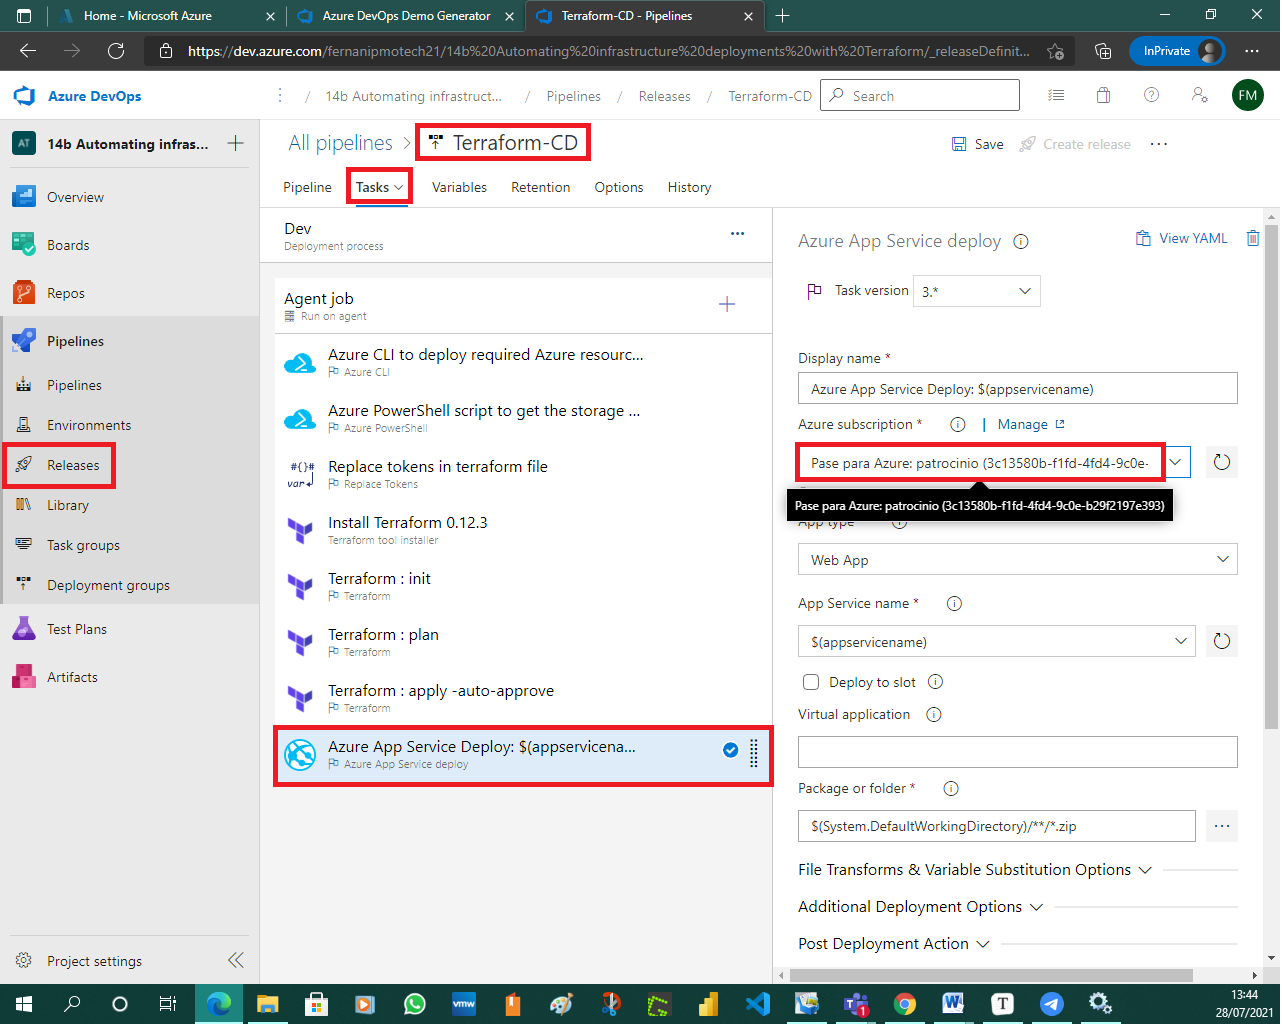 Home - Microsoft Azure
Azure DevOps Demo Generator
Terraform-CD - Pipelines
https://dev.azure.com/fernanipmotech21/14b%20Automating%20infrastructure%20deployments%20with%20Terraform/_releaseDefinit...
InPrivate
Azure DevOps
/ 14b Automating infrastruct... / Pipelines / Releases / Terraform-CD
Search
FM
AT
14b Automating infras...
All pipelines > Terraform-CD
Save
Create release
Pipeline
Tasks
Variables
Retention
Options
History
Overview
Boards
Repos
Pipelines
Pipelines
Environments
Releases
Library
Task groups
Deployment groups
Test Plans
Artifacts
Project settings
Dev
Deployment process
Agent job
Run on agent
Azure CLI to deploy required Azure resourc...
Azure CLI
Azure PowerShell script to get the storage ...
Azure PowerShell
#{}#
var
Replace tokens in terraform file
Replace Tokens
Install Terraform 0.12.3
Terraform tool installer
Terraform : init
Terraform
Terraform : plan
Terraform
Terraform : apply -auto-approve
Terraform
Azure App Service Deploy: $(appservicena...
Azure App Service deploy
Azure App Service deploy
View YAML
Task version
3.*
Display name *
Azure App Service Deploy: $(appservicename)
Azure subscription *
| Manage
Pase para Azure: patrocinio (3c13580b-f1fd-4fd4-9c0e-
Pase para Azure: patrocinio (3c13580b-f1fd-4fd4-9c0e-b29f2197e393)
App type
Web App
App Service name *
$(appservicename)
Deploy to slot
Virtual application
Package or folder *
$(System.DefaultWorkingDirectory)/**/*.zip
File Transforms & Variable Substitution Options
Additional Deployment Options
Post Deployment Action
vmw
1
W
T
13:44
28/07/2021